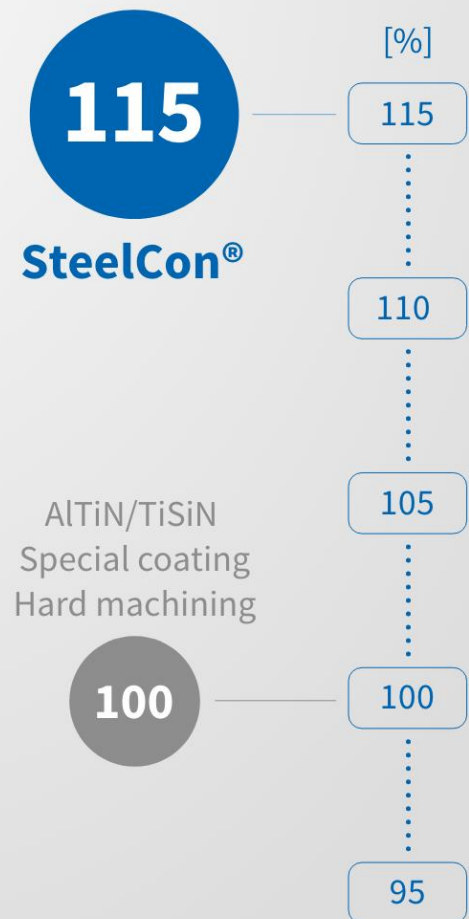 115
SteelCon®
AlTiN/TiSiN
Special coating
Hard machining
100
[%]
115
110
105
100
95